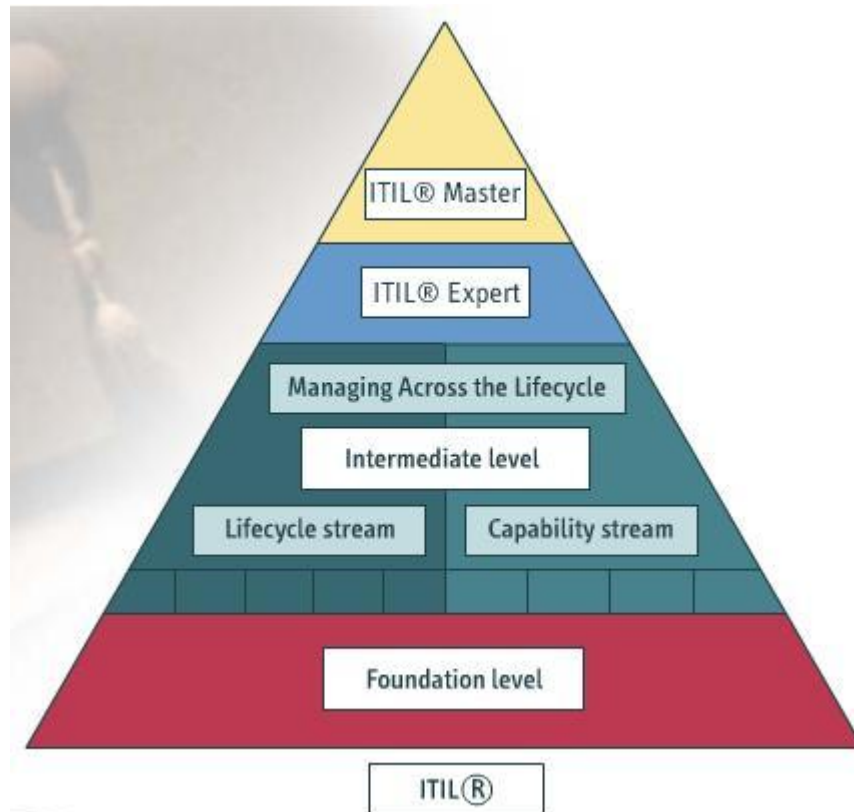 ITIL® Master
ITIL® Expert
Managing Across the Lifecycle
Intermediate level
Lifecycle stream
Capability stream
Foundation level
ITIL®